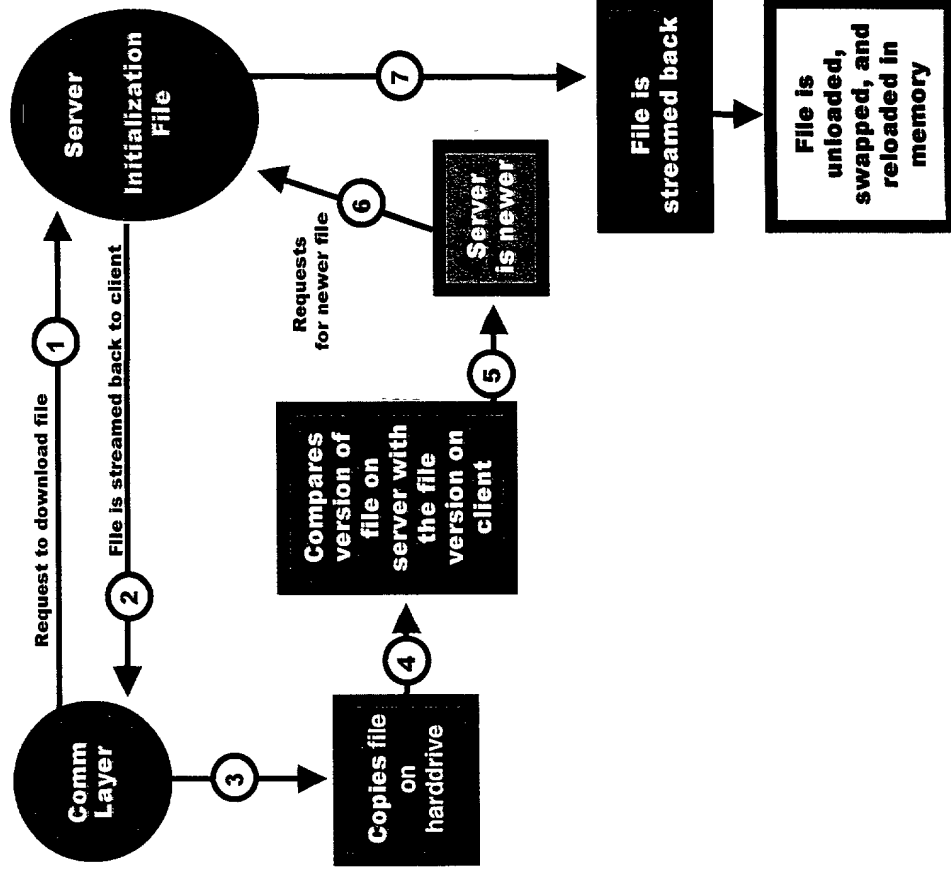 Comm
Layer
1
Request to download file
2
File is streamed back to client
Server
Initialization
File
3
Copies file
on
harddrive
4
Compares
version of
file on
server with
the file
version on
client
5
Server
is newer
6
Requests
for newer file
7
File is
streamed back
File is
unloaded,
swapped, and
reloaded in
memory